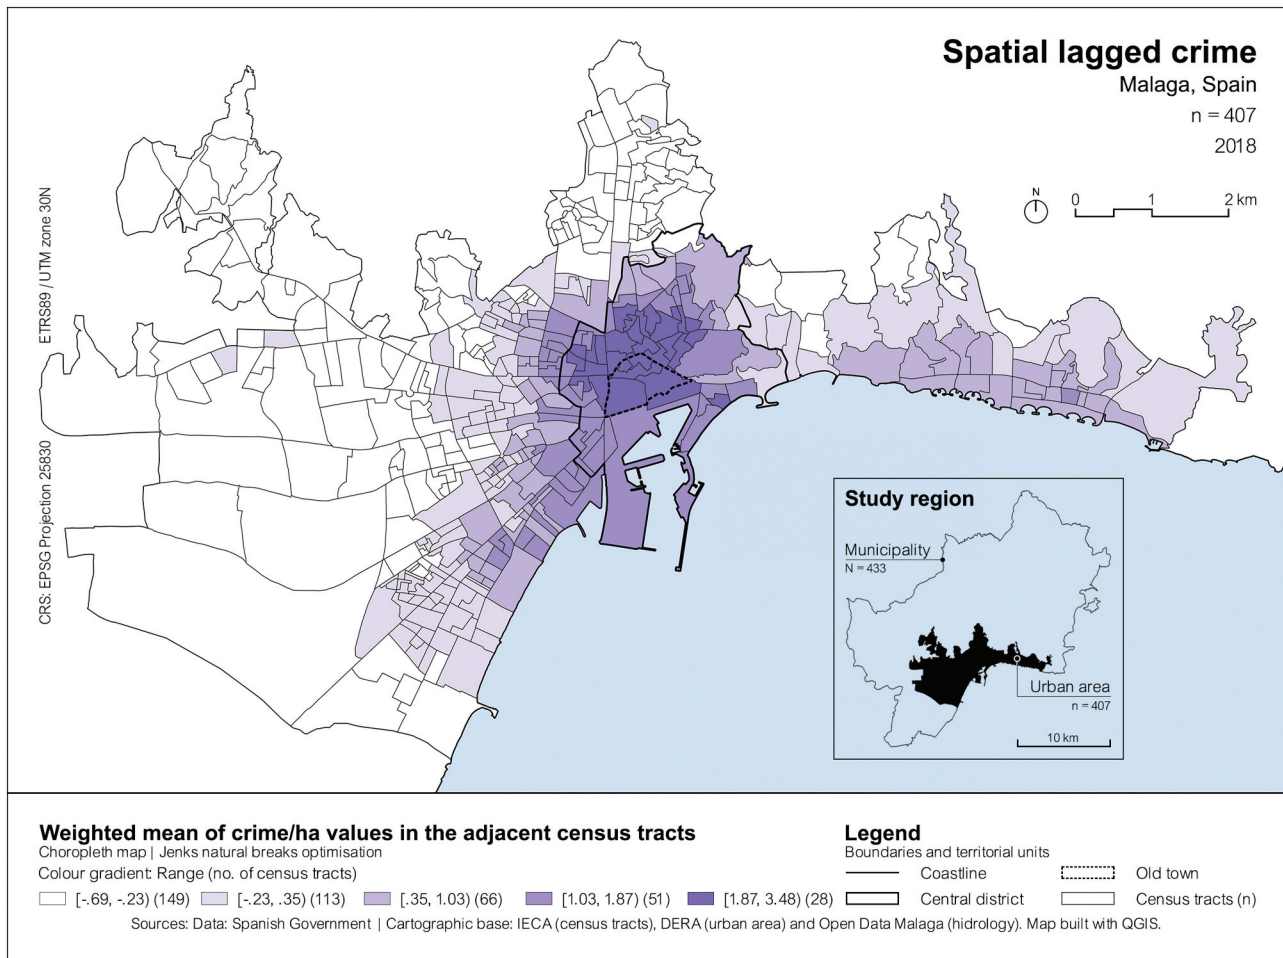 Spatial lagged crime
Malaga, Spain
n = 407
2018
N
0 1 2 km
ETRS89 / UTM zone 30N
CRS: EPSG Projection 25830
Study region
Municipality
N = 433
Urban area
n = 407
10 km
Weighted mean of crime/ha values in the adjacent census tracts
Choropleth map | Jenks natural breaks optimisation
Colour gradient: Range (no. of census tracts)
[-.69, -.23) (149) [-.23, .35) (113) [.35, 1.03) (66) [1.03, 1.87) (51) [1.87, 3.48) (28)
Legend
Boundaries and territorial units
Coastline Old town
Central district Census tracts (n)
Sources: Data: Spanish Government | Cartographic base: IECA (census tracts), DERA (urban area) and Open Data Malaga (hidrology). Map built with QGIS.